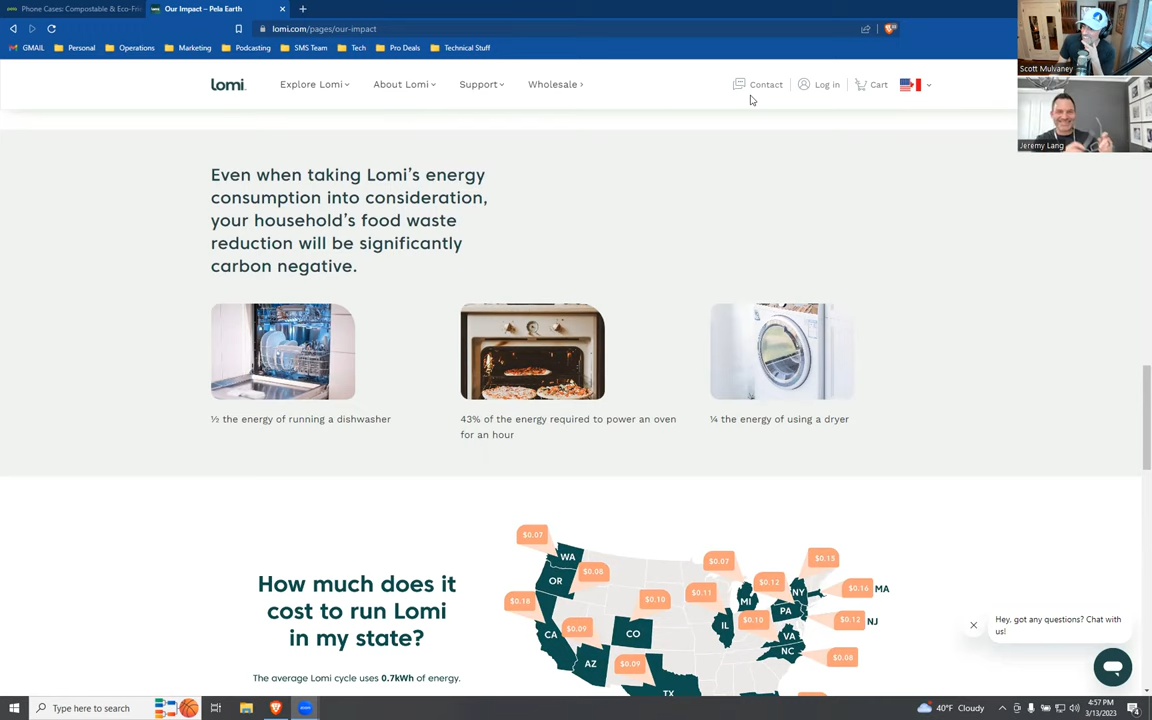 Phone Cases: Compostable & Eco-Fri
Our Impact – Pela Earth
lomi.com/pages/our-impact
GMAIL
Personal
Operations
Marketing
Podcasting
SMS Team
Tech
Pro Deals
Technical Stuff
Scott Mulvaney
Jeremy Lang
lomi.
Explore Lomi
About Lomi
Support
Wholesale
Contact
Log in
Cart
Even when taking Lomi's energy
consumption into consideration,
your household's food waste
reduction will be significantly
carbon negative.
½ the energy of running a dishwasher
43% of the energy required to power an oven
for an hour
¼ the energy of using a dryer
How much does it
cost to run Lomi
in my state?
The average Lomi cycle uses 0.7kWh of energy.
$0.07
WA
$0.08
OR
$0.18
CA
$0.09
AZ
$0.10
CO
$0.09
TX
$0.11
IL
$0.07
MI
$0.12
$0.10
$0.15
NY
PA
VA
NC
$0.16 MA
$0.12 NJ
$0.08
Hey, got any questions? Chat with
us!
Type here to search
40°F Cloudy
4:57 PM
3/13/2023
4